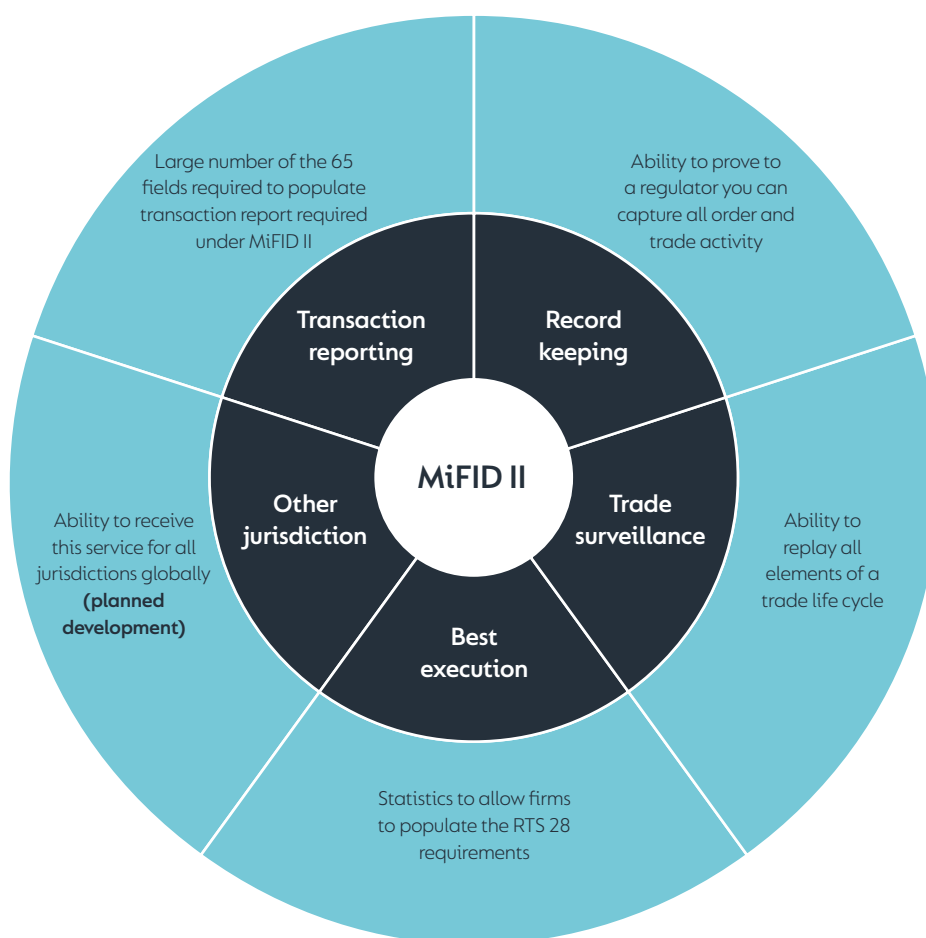 Large number of the 65
fields required to populate
transaction report required
under MiFID II
Ability to prove to
a regulator you can
capture all order and
trade activity
Transaction
reporting
Record
keeping
MiFID II
Other
jurisdiction
Trade
surveillance
Ability to receive
this service for all
jurisdictions globally
(planned
development)
Ability to
replay all
elements of a
trade life cycle
Best
execution
Statistics to allow firms
to populate the RTS 28
requirements